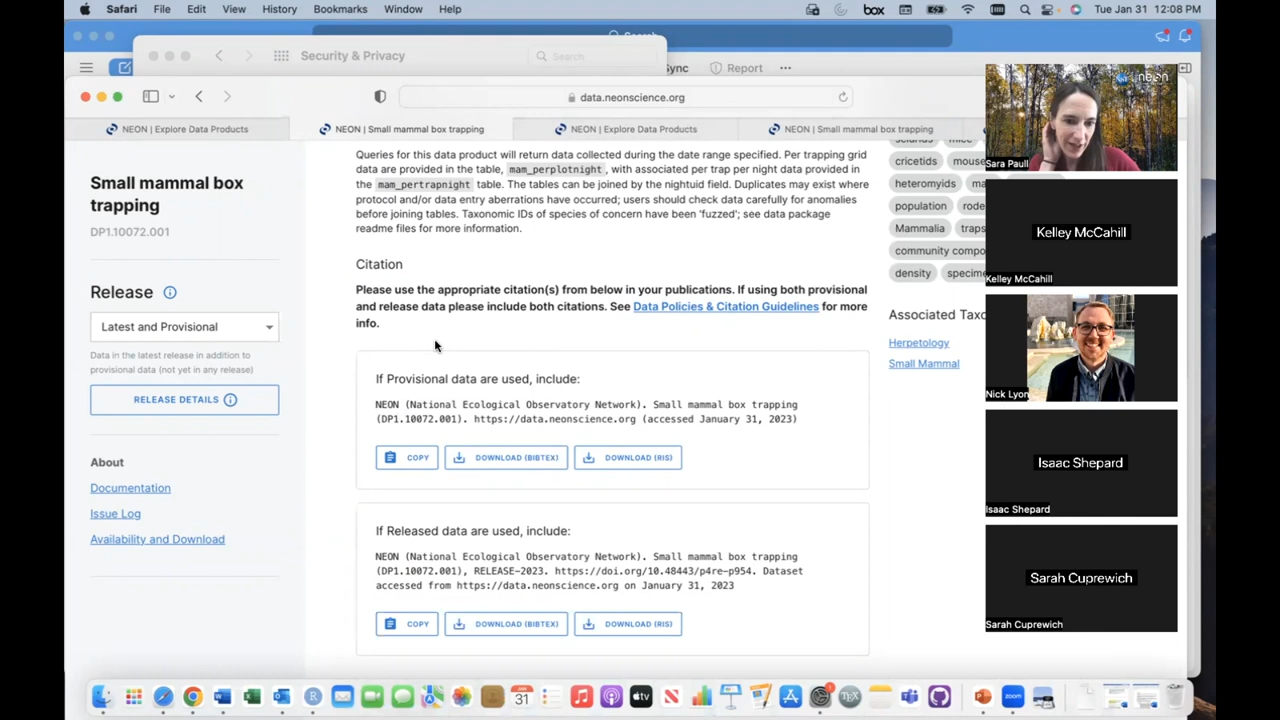 Safari File Edit View History Bookmarks Window Help
box
Tue Jan 31 12:08 PM
Search
Security & Privacy
Search
Sync
Report
data.neonscience.org
NEON | Explore Data Products
NEON | Small mammal box trapping
NEON | Explore Data Products
NEON | Small mammal box trapping
Small mammal box
trapping
DP1.10072.001
Release
Latest and Provisional
Data in the latest release in addition to
provisional data (not yet in any release)
RELEASE DETAILS
About
Documentation
Issue Log
Availability and Download
Queries for this data product will return data collected during the date range specified. Per trapping grid
data are provided in the table, mam_perplotnight, with associated per trap per night data provided in
the mam_pertrapnight table. The tables can be joined by the nightuid field. Duplicates may exist where
protocol and/or data entry aberrations have occurred; users should check data carefully for anomalies
before joining tables. Taxonomic IDs of species of concern have been 'fuzzed'; see data package
readme files for more information.
Citation
Please use the appropriate citation(s) from below in your publications. If using both provisional
and release data please include both citations. See Data Policies & Citation Guidelines for more
info.
If Provisional data are used, include:
NEON (National Ecological Observatory Network). Small mammal box trapping
(DP1.10072.001). https://data.neonscience.org (accessed January 31, 2023)
COPY
DOWNLOAD (BIBTEX)
DOWNLOAD (RIS)
If Released data are used, include:
NEON (National Ecological Observatory Network). Small mammal box trapping
(DP1.10072.001), RELEASE-2023. https://doi.org/10.48443/p4re-p954. Dataset
accessed from https://data.neonscience.org on January 31, 2023
COPY
DOWNLOAD (BIBTEX)
DOWNLOAD (RIS)
cricetids
heteromyids
population
Mammalia
community compo
density
Associated Taxo
Herpetology
Small Mammal
neon
Sara Paull
Kelley McCahill
Kelley McCahill
Nick Lyon
Isaac Shepard
Isaac Shepard
Sarah Cuprewich
Sarah Cuprewich
31
tv